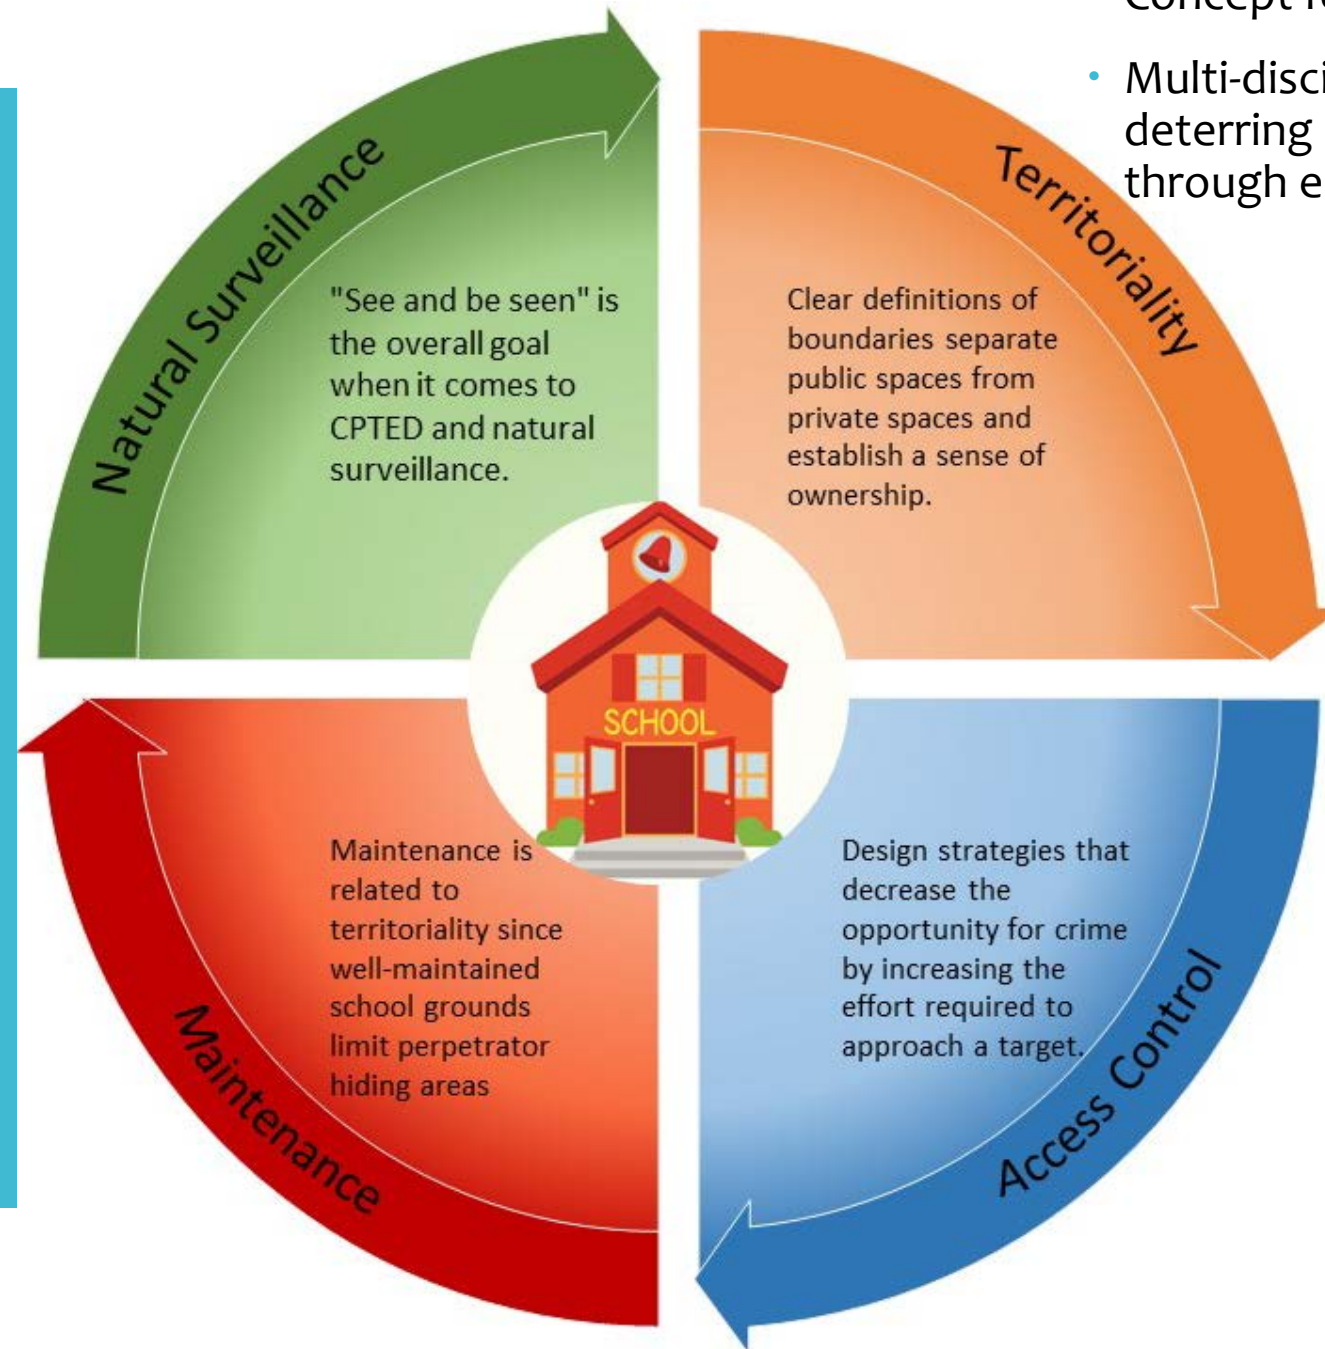 Concept
Multi-disci
deterring
through e
Natural Surveillance
"See and be seen" is
the overall goal
when it comes to
CPTED and natural
surveillance.
Territoriality
Clear definitions of
boundaries separate
public spaces from
private spaces and
establish a sense of
ownership.
SCHOOL
Maintenance is
related to
territoriality since
well-maintained
school grounds
limit perpetrator
hiding areas
Maintenance
Design strategies that
decrease the
opportunity for crime
by increasing the
effort required to
approach a target.
Access Control